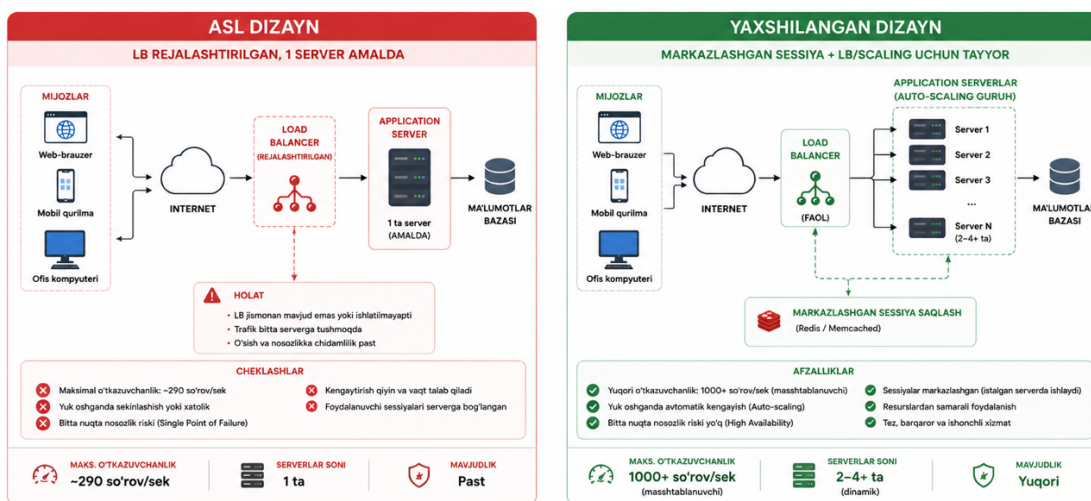 ASL DIZAYN
LB REJALASHTIRILGAN, 1 SERVER AMALDA
MIJOZLAR
Web-brauzer
Mobil qurilma
Ofis kompyuteri
INTERNET
LOAD
BALANCER
(REJALASHTIRILGAN)
APPLICATION
SERVER
1 ta server
(AMALDA)
MA'LUMOTLAR
BAZASI
HOLAT
• LB jismonan mavjud emas yoki ishlatilmayapti
• Trafik bitta serverga tushmoqda
• O'sish va nosozlikka chidamlilik past
CHEKLASHLAR
Maksimal o'tkazuvchanlik: ~290 so'rov/sek
Yuk oshganda sekinlashish yoki xatolik
Bitta nuqta nosozlik riski (Single Point of Failure)
Kengaytirish qiyin va vaqt talab qiladi
Foydalanuvchi sessiyalari serverga bog'langan
MAKS. O'TKAZUVCHANLIK
~290 so'rov/sek
SERVERLAR SONI
1 ta
MAVJUDLIK
Past
YAXSHILANGAN DIZAYN
MARKAZLASHGAN SESSIYA + LB/SCALING UCHUN TAYYOR
MIJOZLAR
Web-brauzer
Mobil qurilma
Ofis kompyuteri
INTERNET
LOAD
BALANCER
(FAOL)
APPLICATION SERVERLAR
(AUTO-SCALING GURUH)
Server 1
Server 2
Server 3
...
Server N
(2–4+ ta)
MA'LUMOTLAR
BAZASI
MARKAZLASHGAN SESSIYA SAQLASH
(Redis / Memcached)
AFZALLIKLAR
Yuqori o'tkazuvchanlik: 1000+ so'rov/sek (masshtablanuvchi)
Yuk oshganda avtomatik kengayish (Auto-scaling)
Bitta nuqta nosozlik riski yo'q (High Availability)
Sessiyalar markazlashgan (istalgan serverda ishlaydi)
Resurslardan samarali foydalanish
Tez, barqaror va ishonchli xizmat
MAKS. O'TKAZUVCHANLIK
1000+ so'rov/sek
(masshtablanuvchi)
SERVERLAR SONI
2–4+ ta
(dinamik)
MAVJUDLIK
Yuqori